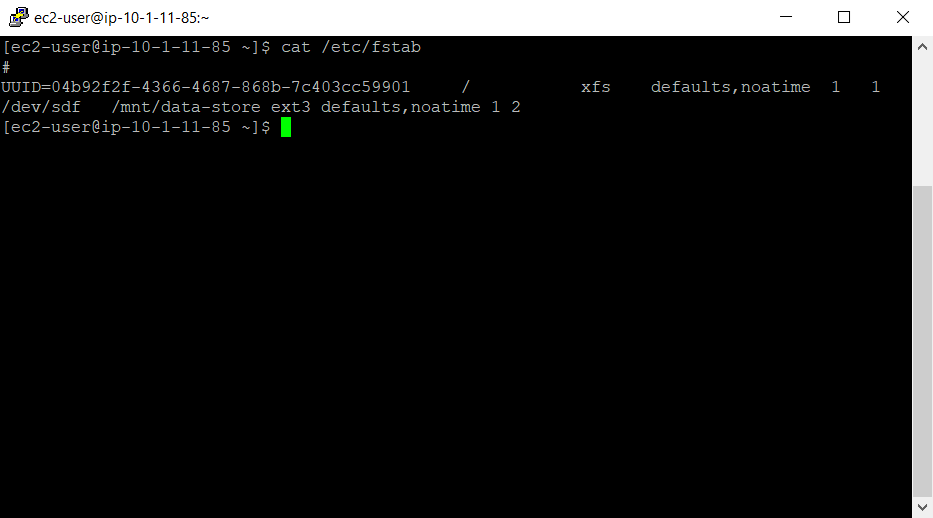 ec2-user@ip-10-1-11-85:~
[ec2-user@ip-10-1-11-85 ~]$ cat /etc/fstab
#
UUID=04b92f2f-4366-4687-868b-7c403cc59901     /           xfs    defaults,noatime  1   1
/dev/sdf   /mnt/data-store ext3 defaults,noatime 1 2
[ec2-user@ip-10-1-11-85 ~]$